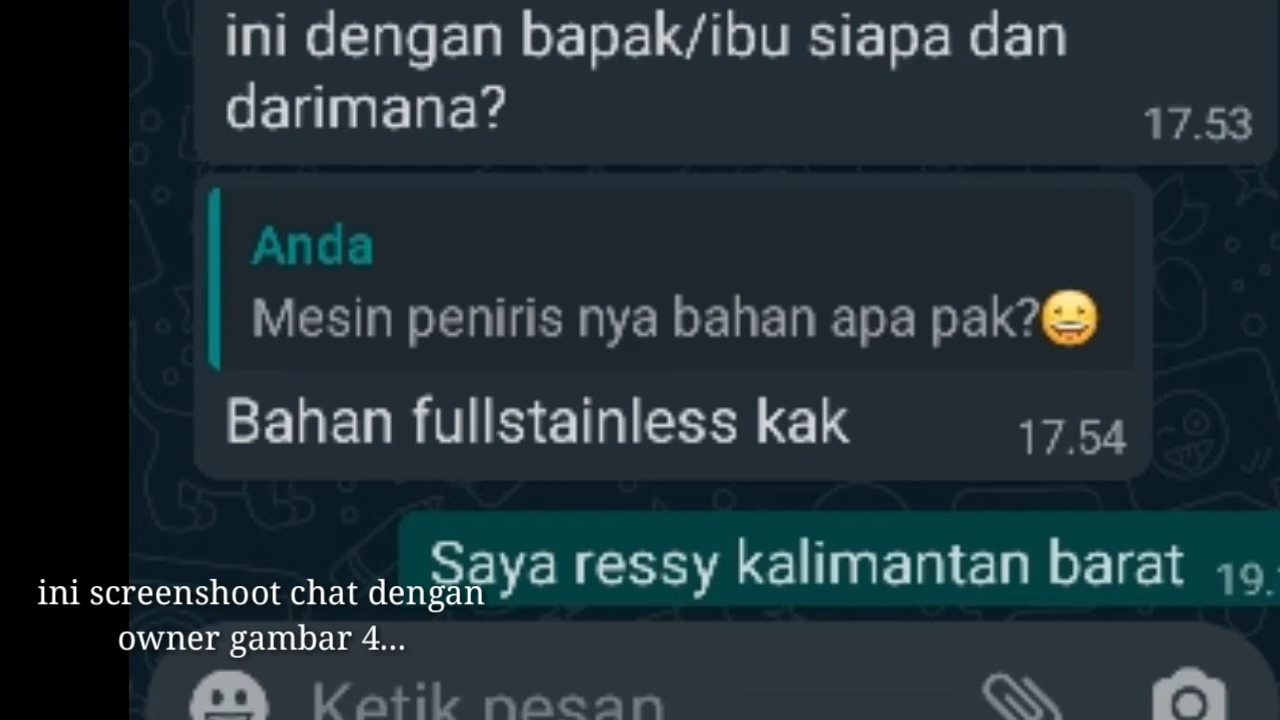 ini dengan bapak/ibu siapa dan
darimana?
17.53
Anda
Mesin peniris nya bahan apa pak?😀
Bahan fullstainless kak
17.54
Saya ressy kalimantan barat
19.
ini screenshoot chat dengan
owner gambar 4...
Ketik pesan